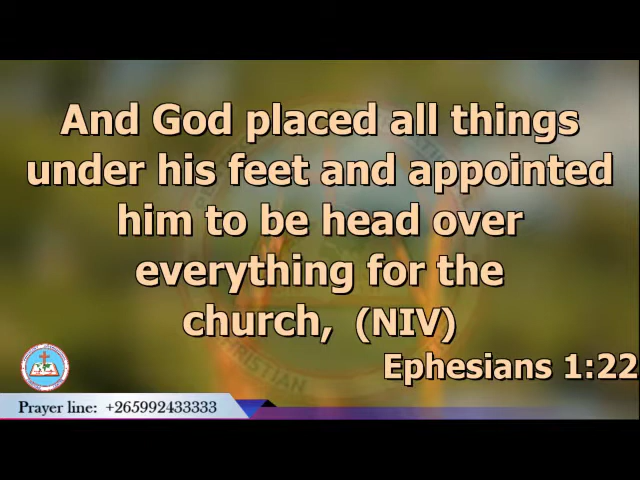 And God placed all things
under his feet and appointed
him to be head over
everything for the
church, (NIV)
Ephesians 1:22
Prayer line: +265992433333
CHRISTIAN